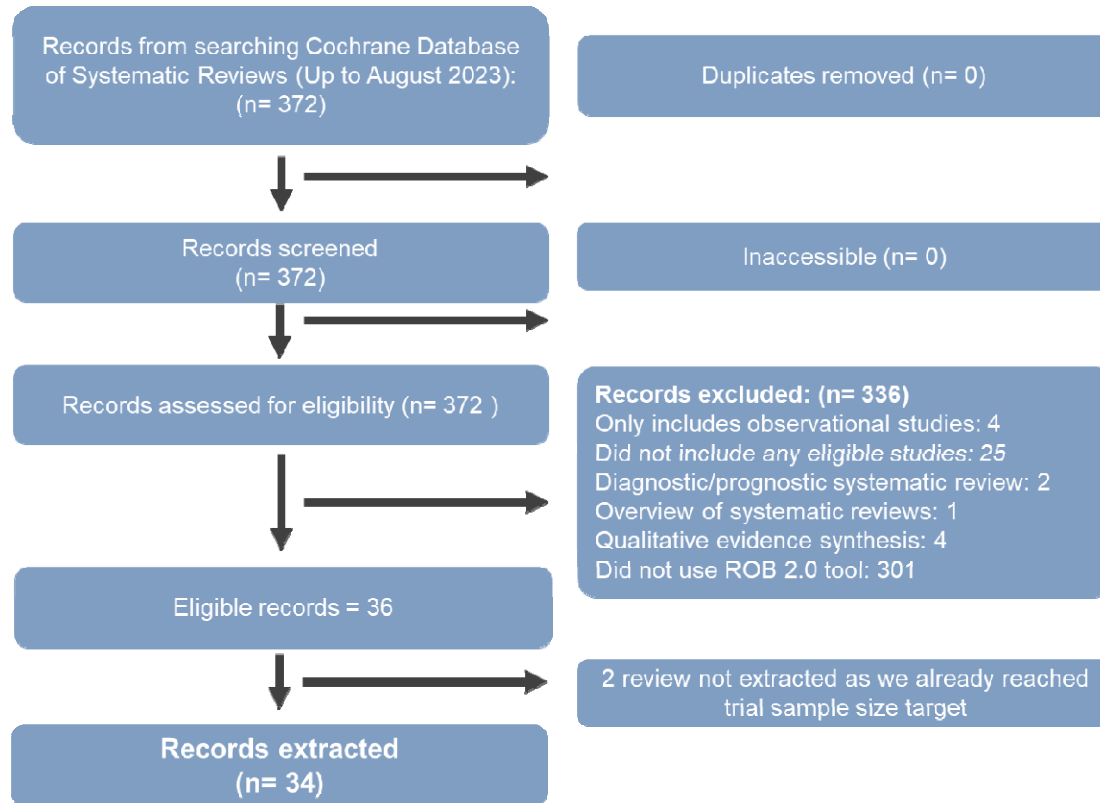 Records from searching Cochrane Database
of Systematic Reviews (Up to August 2023):
(n= 372)
Duplicates removed (n= 0)
Records screened
(n= 372)
Inaccessible (n= 0)
Records assessed for eligibility (n= 372 )
Records excluded: (n= 336)
Only includes observational studies: 4
Did not include any eligible studies: 25
Diagnostic/prognostic systematic review: 2
Overview of systematic reviews: 1
Qualitative evidence synthesis: 4
Did not use ROB 2.0 tool: 301
Eligible records = 36
2 review not extracted as we already reached
trial sample size target
Records extracted
(n= 34)